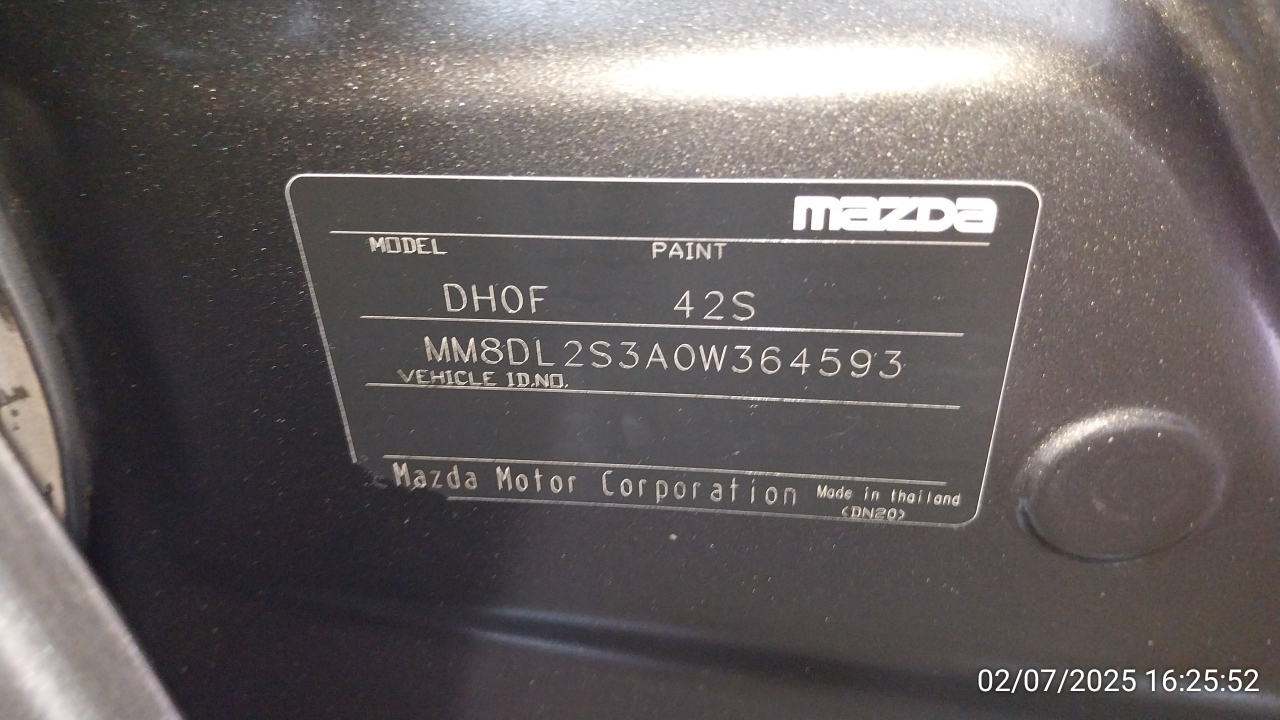 mazda
MODEL PAINT
DH0F 42S
MM8DL2S3A0W364593
VEHICLE ID.NO.
Mazda Motor Corporation Made in thailand
(DN20)
02/07/2025 16:25:52